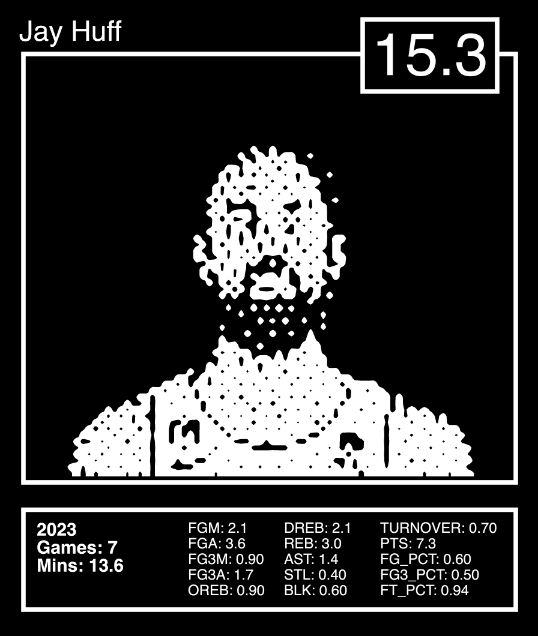 Jay Huff
15.3
2023
Games: 7
Mins: 13.6
FGM: 2.1
FGA: 3.6
FG3M: 0.90
FG3A: 1.7
OREB: 0.90
DREB: 2.1
REB: 3.0
AST: 1.4
STL: 0.40
BLK: 0.60
TURNOVER: 0.70
PTS: 7.3
FG_PCT: 0.60
FG3_PCT: 0.50
FT_PCT: 0.94